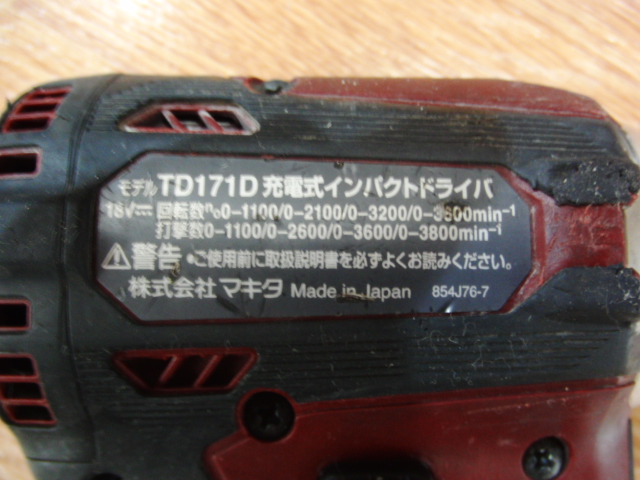 モデル TD171D 充電式インパクトドライバ
18V⎓ 回転数n₀0-1100/0-2100/0-3200/0-3600min⁻¹
打撃数0-1100/0-2600/0-3600/0-3800min⁻¹
⚠警告 •ご使用前に取扱説明書を必ずよくお読みください。
株式会社 マキタ Made in Japan 854J76-7